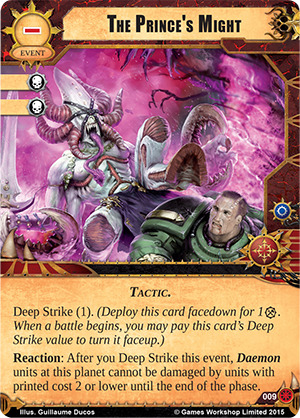 The Prince's Might
EVENT
Tactic.
Deep Strike (1). (Deploy this card facedown for 1.
When a battle begins, you may pay this card's Deep
Strike value to turn it faceup.)
Reaction: After you Deep Strike this event, Daemon
units at this planet cannot be damaged by units with
printed cost 2 or lower until the end of the phase.
009
Illus. Guillaume Ducos
© Games Workshop Limited 2015